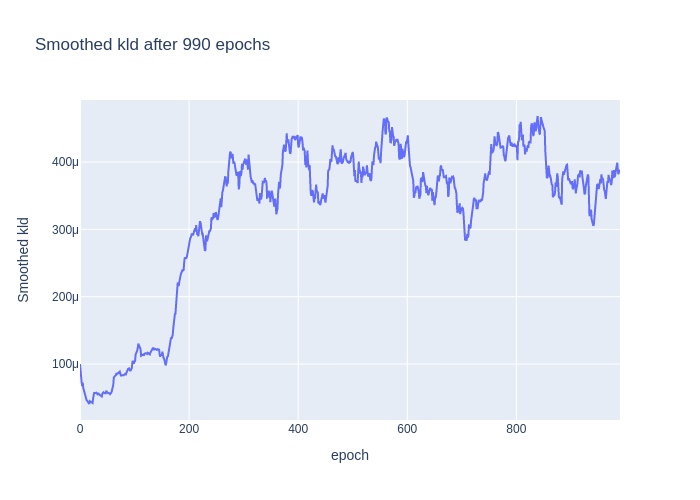 Smoothed kld after 990 epochs
400μ
300μ
200μ
100μ
Smoothed kld
0
200
400
600
800
epoch